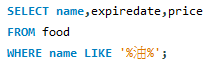 SELECT name,expiredate,price
FROM food
WHERE name LIKE '%油%';